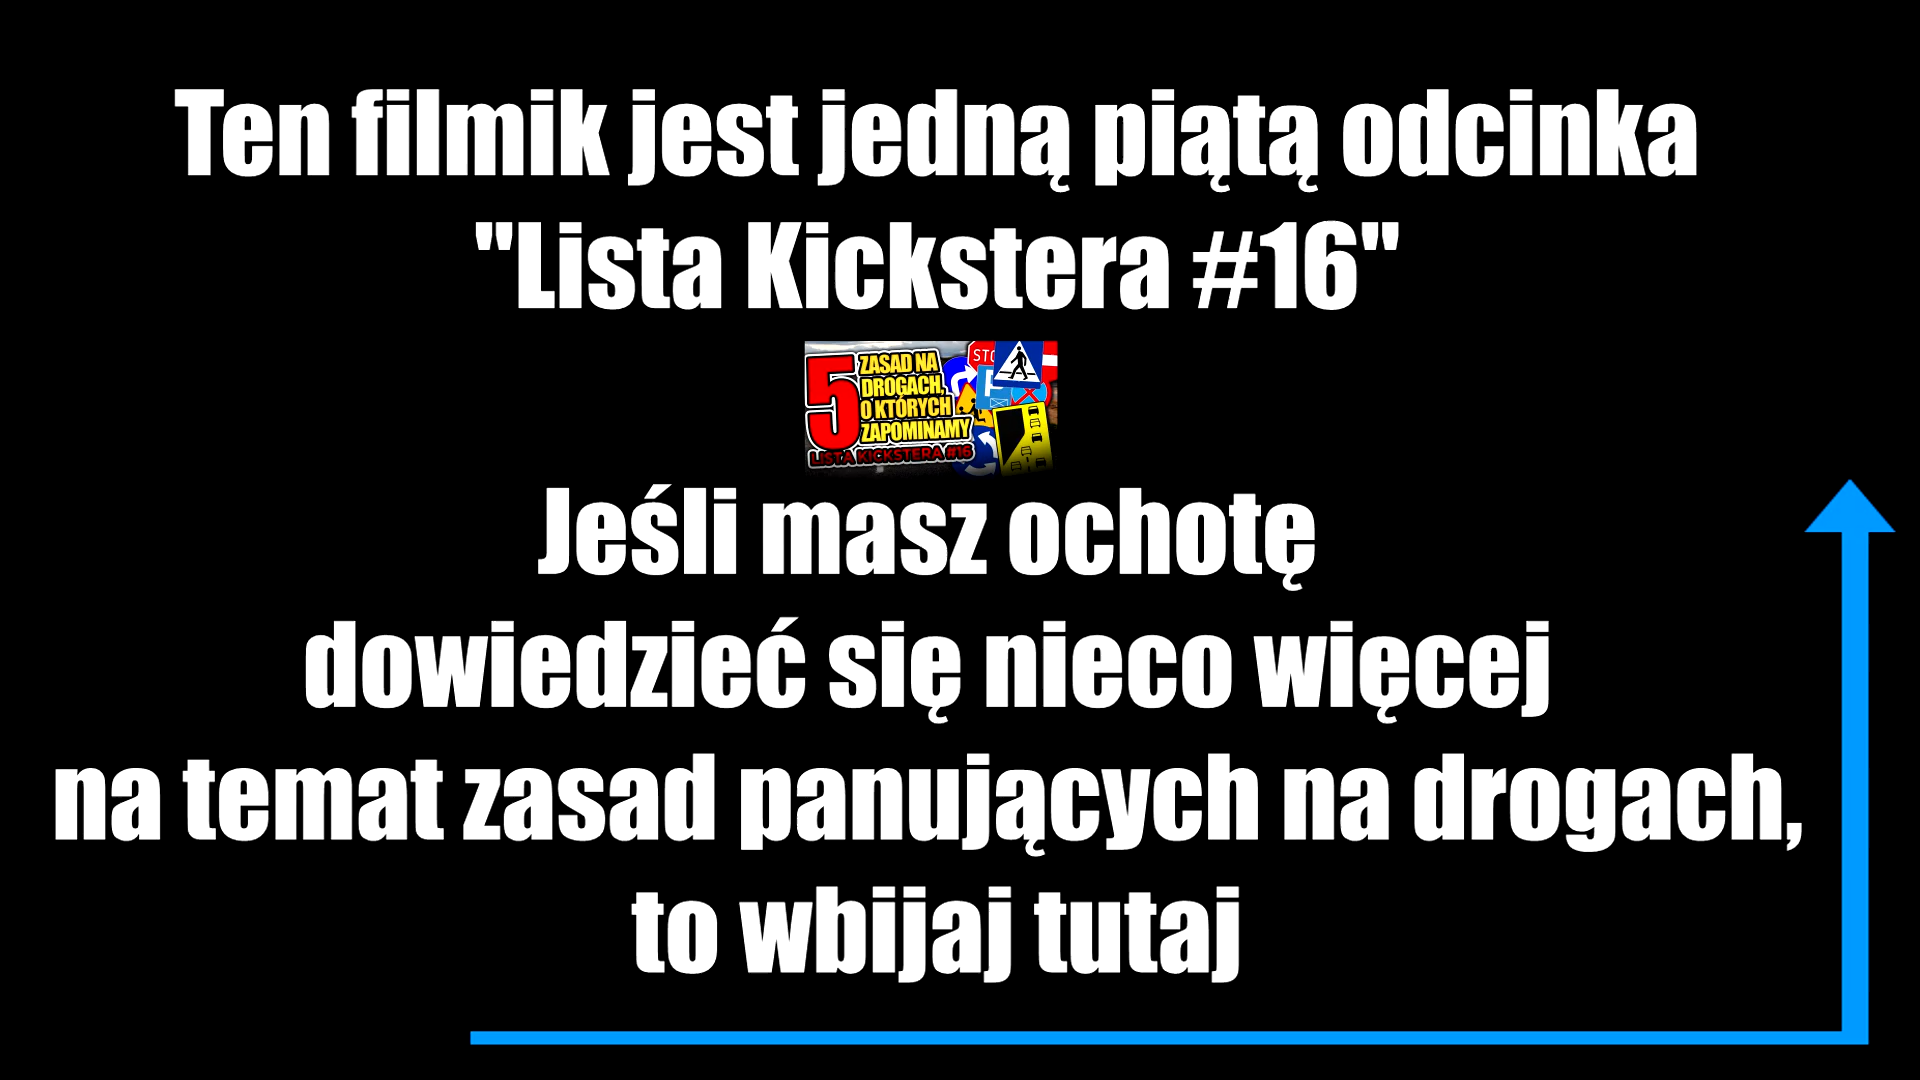 Ten filmik jest jedną piątą odcinka
"Lista Kickstera #16"
5 ZASAD NA
DROGACH,
O KTÓRYCH
ZAPOMINAMY
LISTA KICKSTERA #16
Jeśli masz ochotę
dowiedzieć się nieco więcej
na temat zasad panujących na drogach,
to wbijaj tutaj